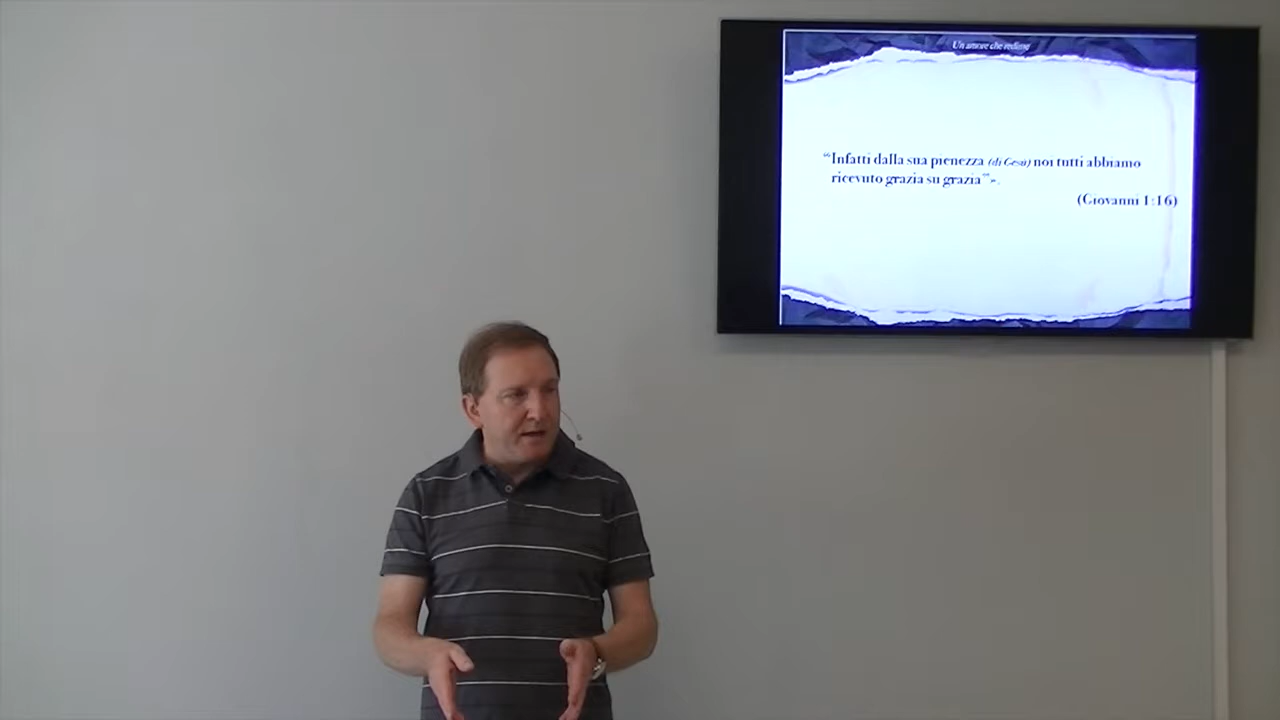 Un amore che redime
“Infatti dalla sua pienezza (di Gesù) noi tutti abbiamo
ricevuto grazia su grazia”».
(Giovanni 1:16)